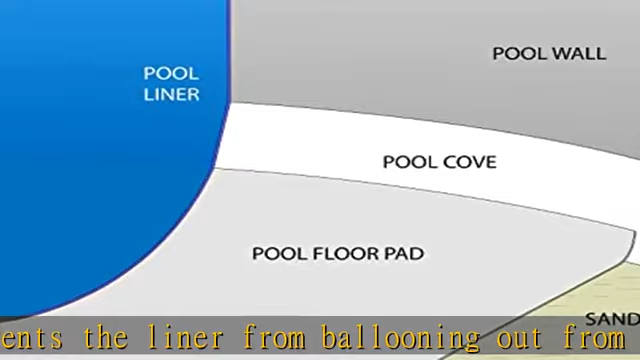 POOL WALL
POOL
LINER
POOL COVE
POOL FLOOR PAD
SAND
ents the liner from ballooning out from